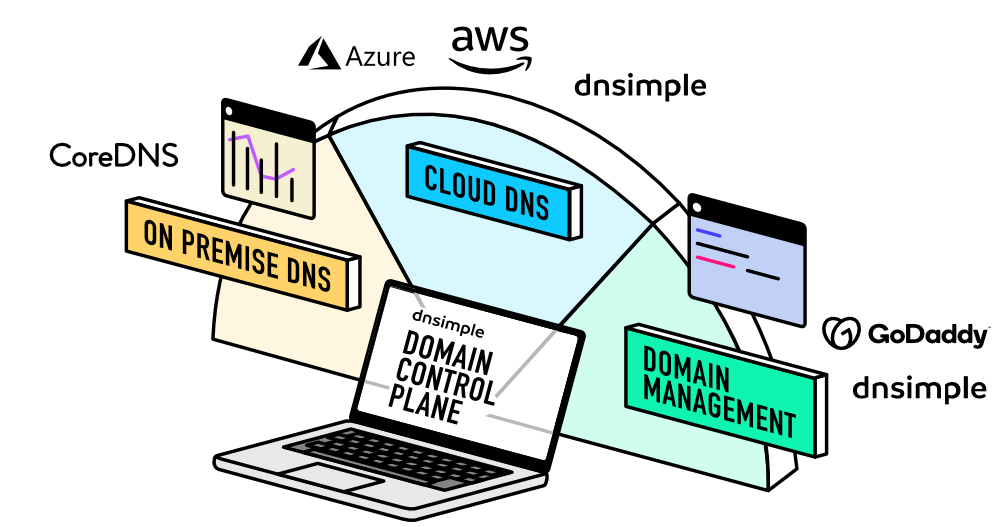 Azure
aws
dnsimple
CoreDNS
CLOUD DNS
ON PREMISE DNS
dnsimple
DOMAIN
CONTROL
PLANE
DOMAIN
MANAGEMENT
GoDaddy
dnsimple